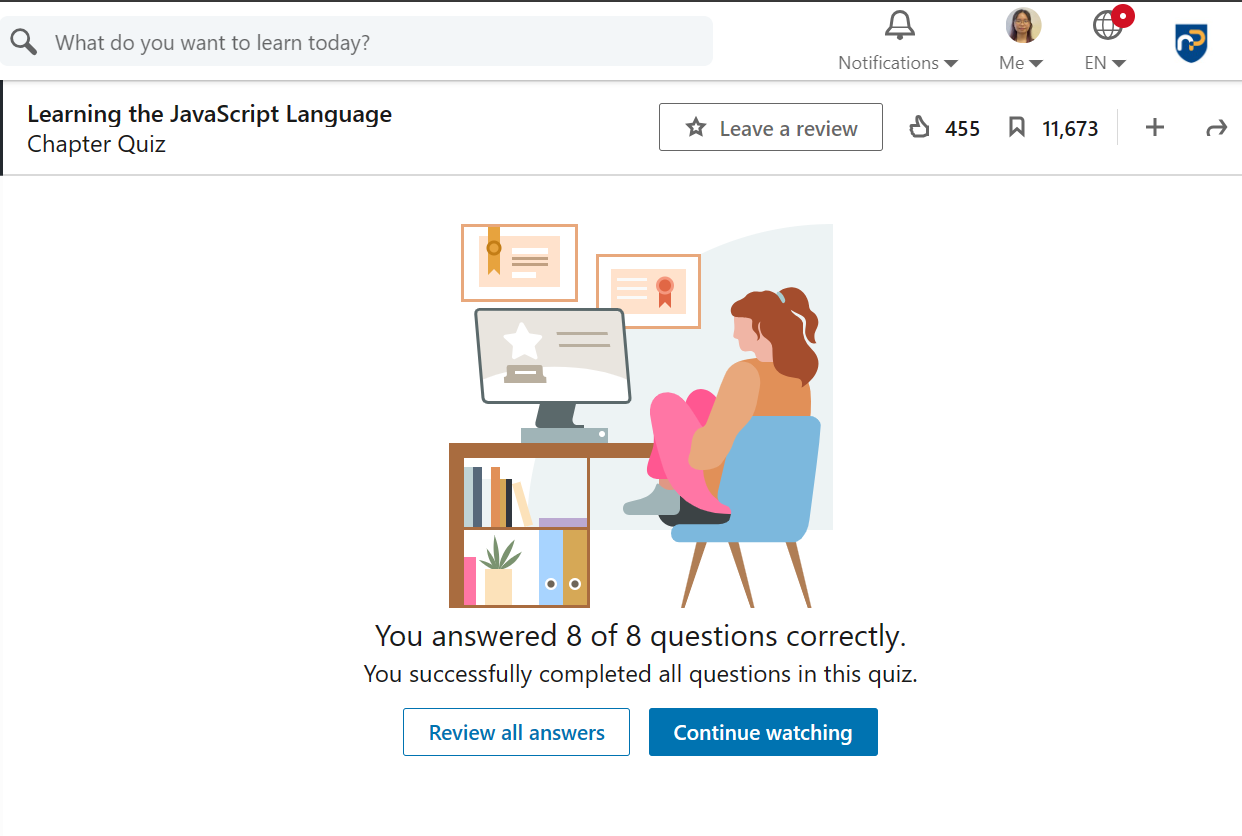 What do you want to learn today?
Notifications
Me
EN
Learning the JavaScript Language
Chapter Quiz
Leave a review
455
11,673
You answered 8 of 8 questions correctly.
You successfully completed all questions in this quiz.
Review all answers
Continue watching